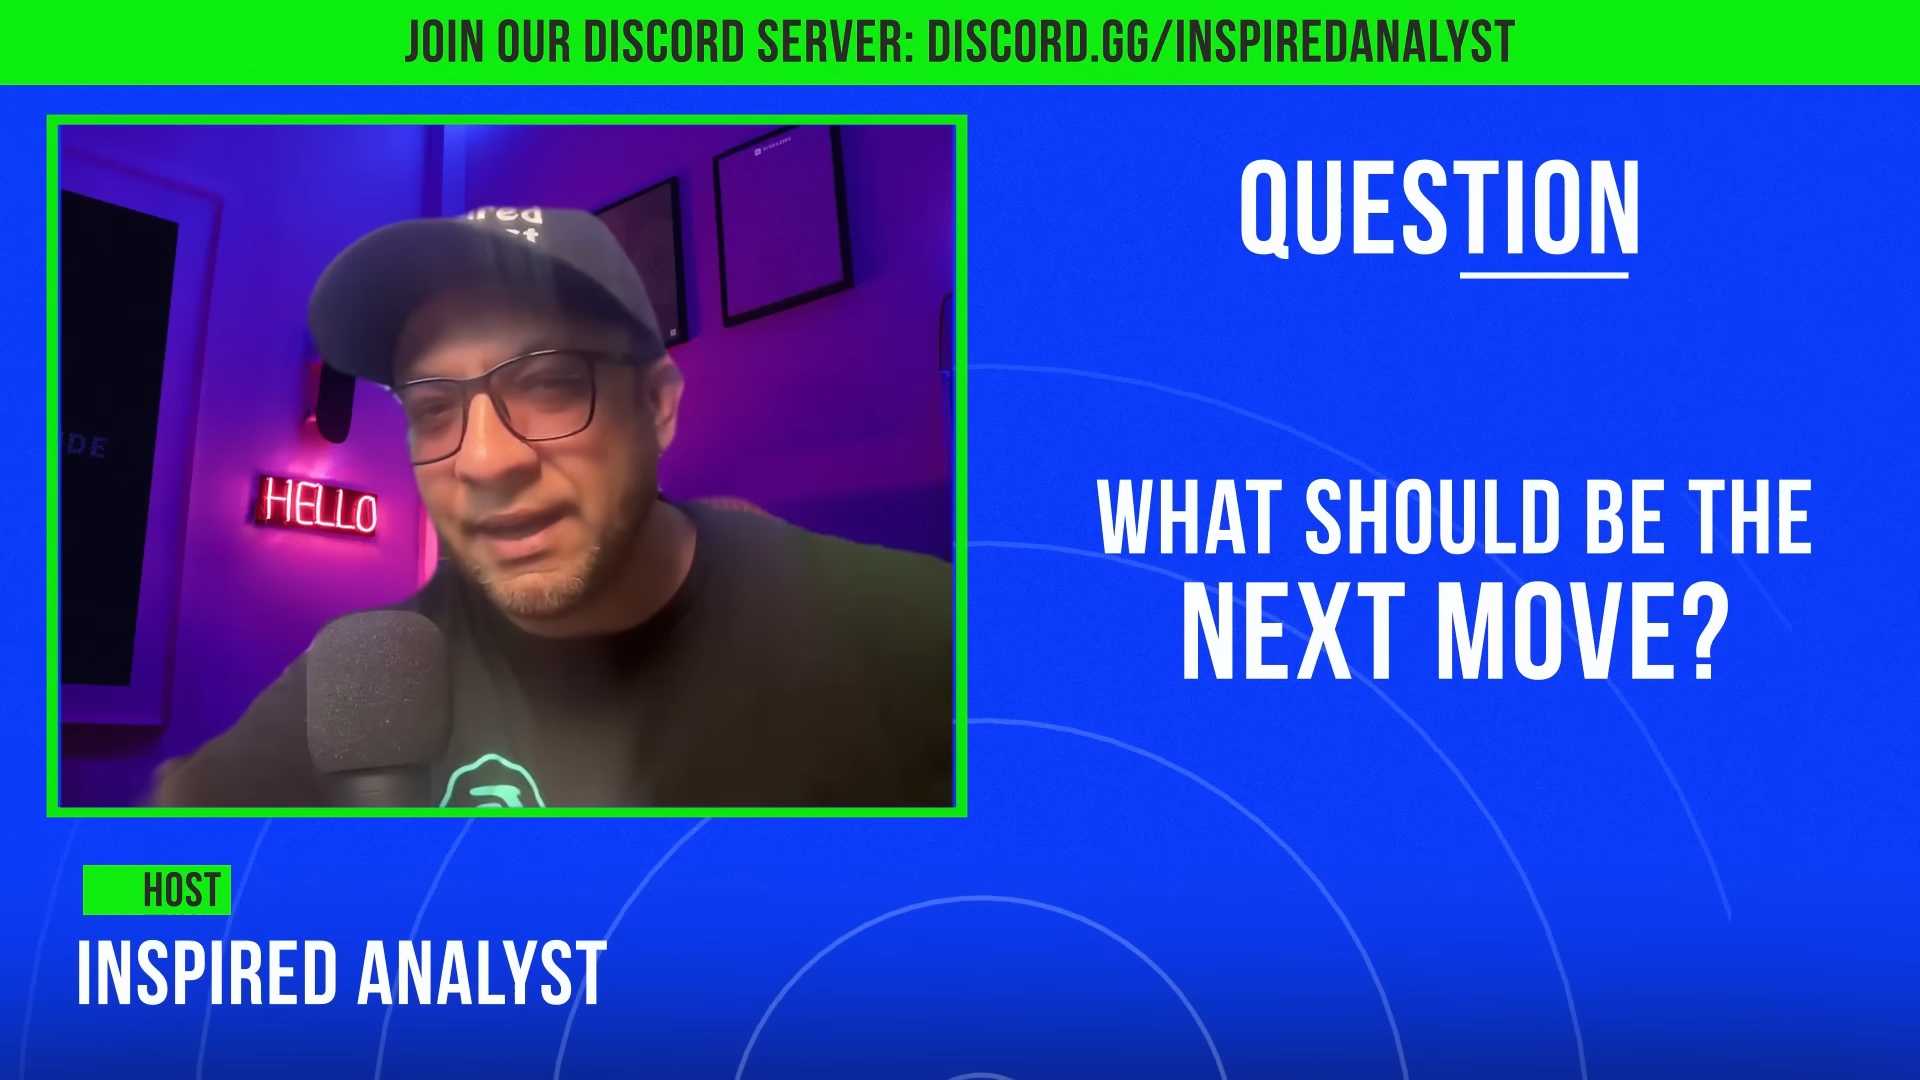 JOIN OUR DISCORD SERVER: DISCORD.GG/INSPIREDANALYST
QUESTION
WHAT SHOULD BE THE
NEXT MOVE?
HELLO
HOST
INSPIRED ANALYST